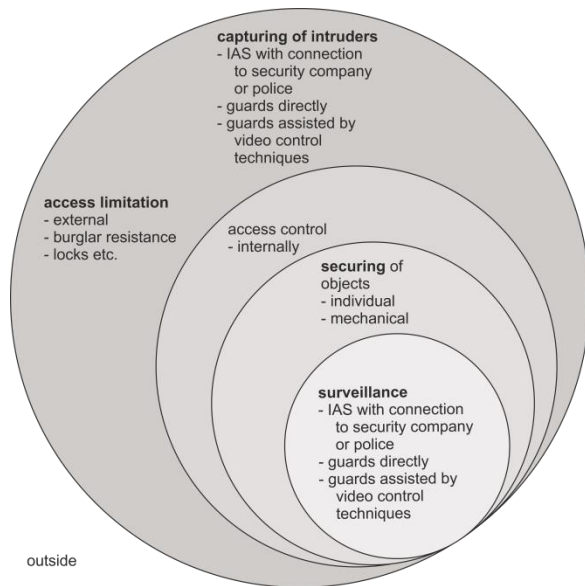 capturing of intruders
- IAS with connection
to security company
or police
- guards directly
- guards assisted by
video control
techniques
access limitation
- external
- burglar resistance
- locks etc.
access control
- internally
securing of
objects
- individual
- mechanical
surveillance
- IAS with connection
to security company
or police
- guards directly
- guards assisted by
video control
techniques
outside